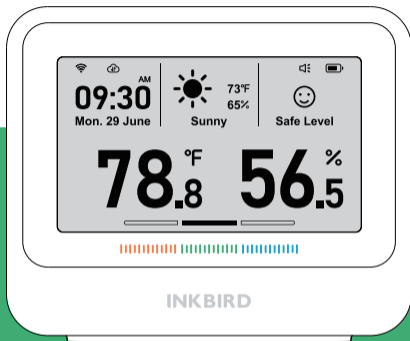 AM
09:30
Mon. 29 June
73°F
65%
Sunny
Safe Level
78.8 °F
56.5 %
INKBIRD